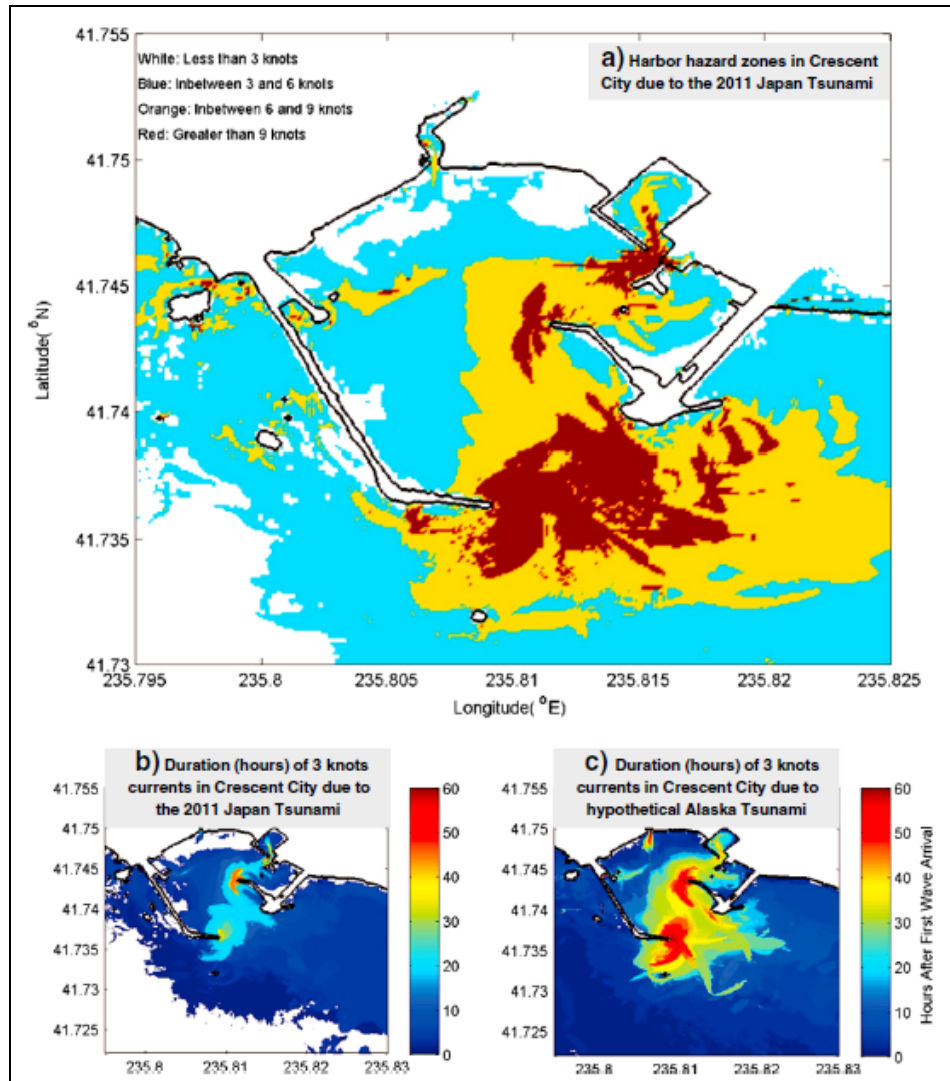 41.755
White: Less than 3 knots
Blue: Inbetween 3 and 6 knots
Orange: Inbetween 6 and 9 knots
Red: Greater than 9 knots
a) Harbor hazard zones in Crescent
City due to the 2011 Japan Tsunami
41.75
41.745
41.74
41.735
41.73
Latitude( °N)
235.795 235.8 235.805 235.81 235.815 235.82 235.825
Longitude( °E)
b) Duration (hours) of 3 knots
currents in Crescent City due to
the 2011 Japan Tsunami
41.755
41.75
41.745
41.74
41.735
41.73
41.725
235.8 235.81 235.82 235.83
60
50
40
30
20
10
0
c) Duration (hours) of 3 knots
currents in Crescent City due to
hypothetical Alaska Tsunami
41.755
41.75
41.745
41.74
41.735
41.73
41.725
235.8 235.81 235.82 235.83
60
50
40
30
20
10
0
Hours After First Wave Arrival